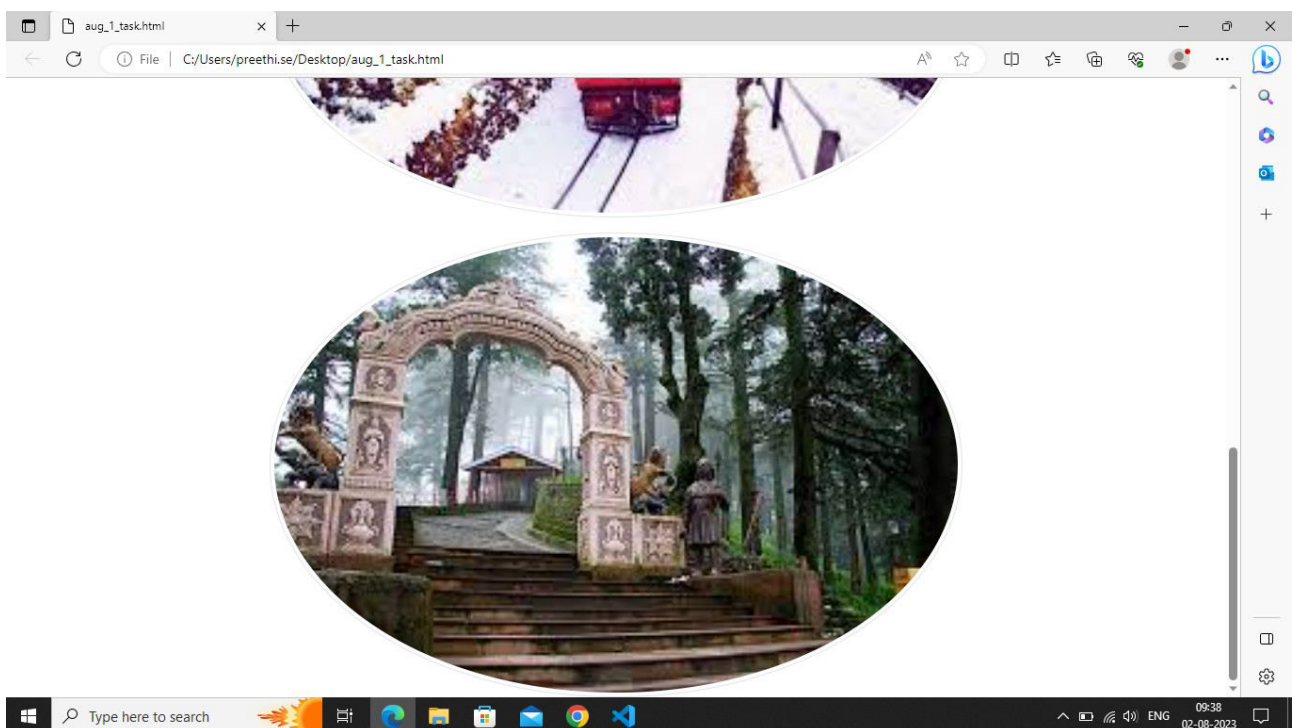 aug_1_task.html
File | C:/Users/preethi.se/Desktop/aug_1_task.html
Type here to search
ENG
09:38
02-08-2023